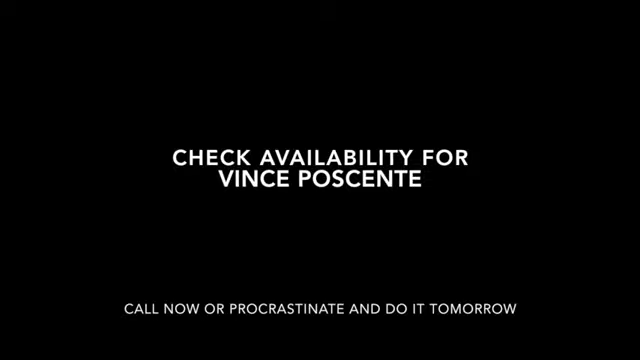 CHECK AVAILABILITY FOR
VINCE POSCENTE
CALL NOW OR PROCRASTINATE AND DO IT TOMORROW